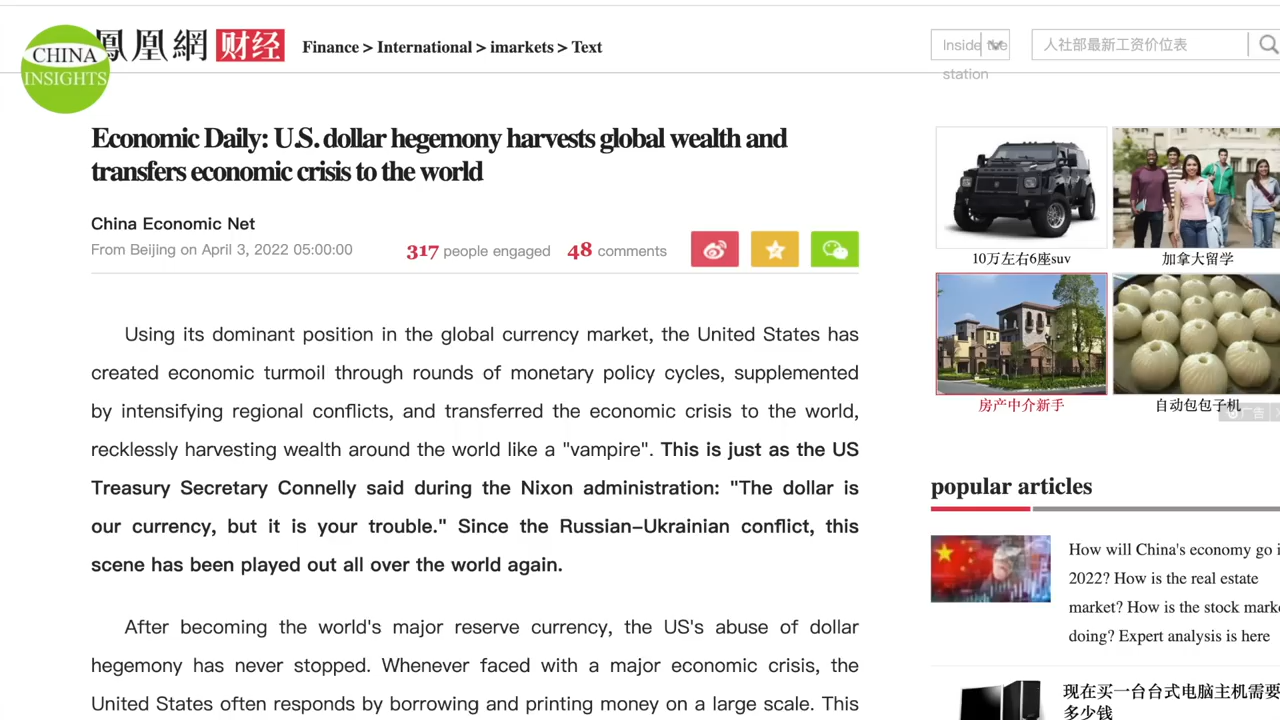 CHINA
INSIGHTS
鳳凰網 财经
Finance > International > imarkets > Text
Inside the
station
人社部最新工资价位表
Economic Daily: U.S. dollar hegemony harvests global wealth and
transfers economic crisis to the world
China Economic Net
From Beijing on April 3, 2022 05:00:00
317 people engaged 48 comments
Using its dominant position in the global currency market, the United States has
created economic turmoil through rounds of monetary policy cycles, supplemented
by intensifying regional conflicts, and transferred the economic crisis to the world,
recklessly harvesting wealth around the world like a "vampire". This is just as the US
Treasury Secretary Connelly said during the Nixon administration: "The dollar is
our currency, but it is your trouble." Since the Russian-Ukrainian conflict, this
scene has been played out all over the world again.
After becoming the world's major reserve currency, the US's abuse of dollar
hegemony has never stopped. Whenever faced with a major economic crisis, the
United States often responds by borrowing and printing money on a large scale. This
10万左右6座suv
加拿大留学
房产中介新手
自动包包子机
广告
popular articles
How will China's economy go i
2022? How is the real estate
market? How is the stock mark
doing? Expert analysis is here
现在买一台台式电脑主机需要
多少钱